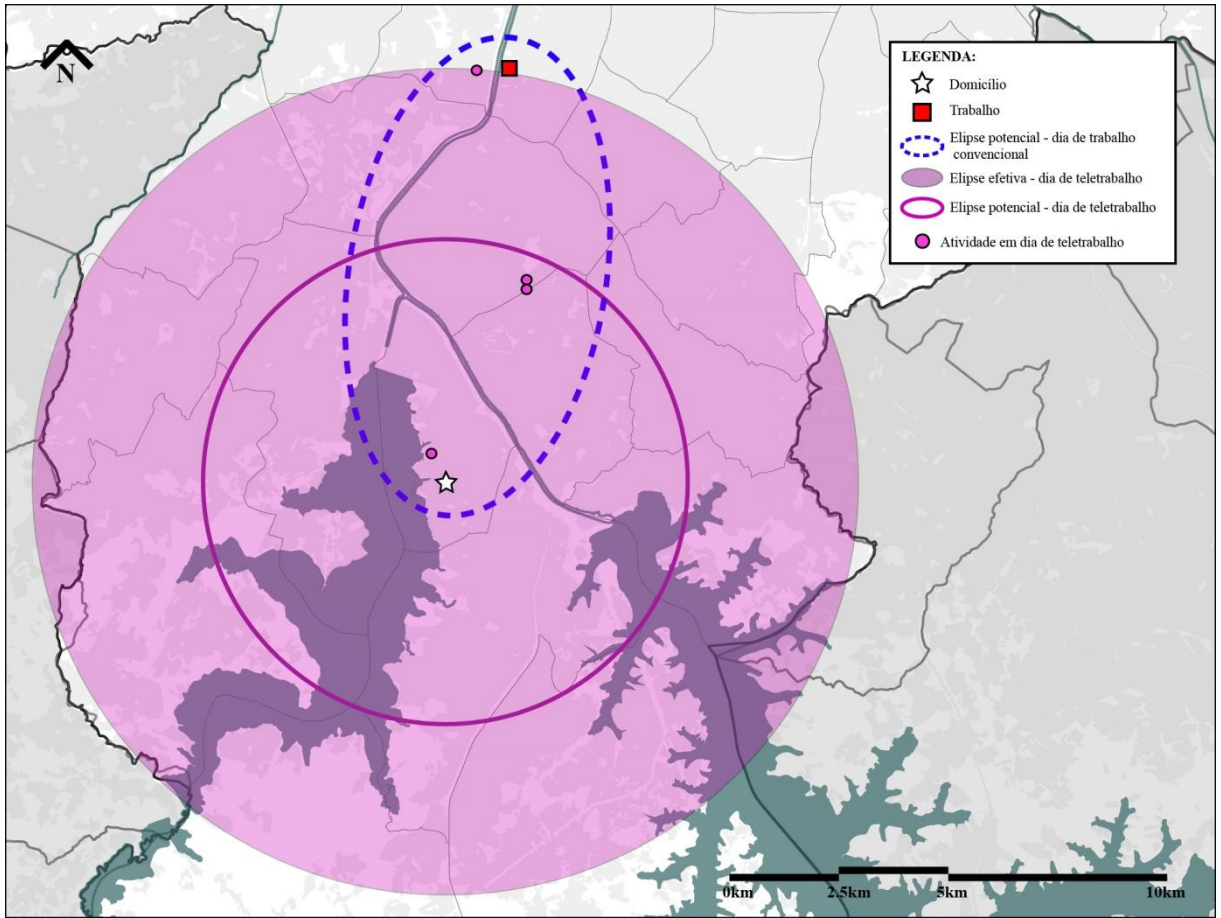 N
LEGENDA:
Domicílio
Trabalho
Elipse potencial - dia de trabalho
convencional
Elipse efetiva - dia de teletrabalho
Elipse potencial - dia de teletrabalho
Atividade em dia de teletrabalho
0km 2.5km 5km 10km